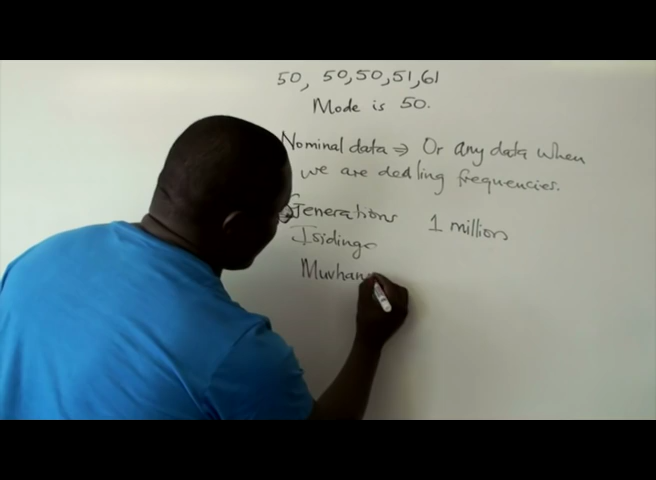 50, 50,50,51,61
Mode is 50.
Nominal data ⇒ Or any data when
we are dealing frequencies.
Generations 1 million
Isidingo
Muvhan